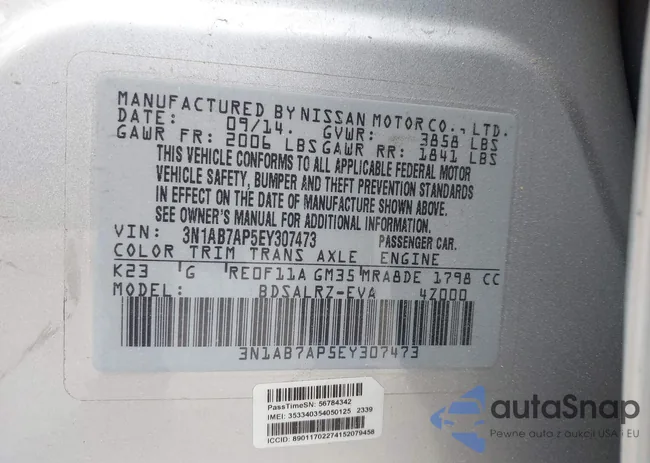 MANUFACTURED BY NISSAN MOTOR CO., LTD.
DATE: 09/14. GVWR: 3858 LBS
GAWR FR: 2006 LBS GAWR RR: 1841 LBS
THIS VEHICLE CONFORMS TO ALL APPLICABLE FEDERAL MOTOR
VEHICLE SAFETY, BUMPER AND THEFT PREVENTION STANDARDS
IN EFFECT ON THE DATE OF MANUFACTURE SHOWN ABOVE.
SEE OWNER'S MANUAL FOR ADDITIONAL INFORMATION.
VIN: 3N1AB7AP5EY307473 PASSENGER CAR.
COLOR TRIM TRANS AXLE ENGINE
K23 G RE0F11A GM35 MRA8DE 1798 CC
MODEL: BDSALRZ-EVA 4Z000
3N1AB7AP5EY307473
PassTimeSN: 56784342
IMEI: 353340354050125 2339
ICCID: 89011702274152079458
autoSnap
Pewne auto z aukcji USA i EU